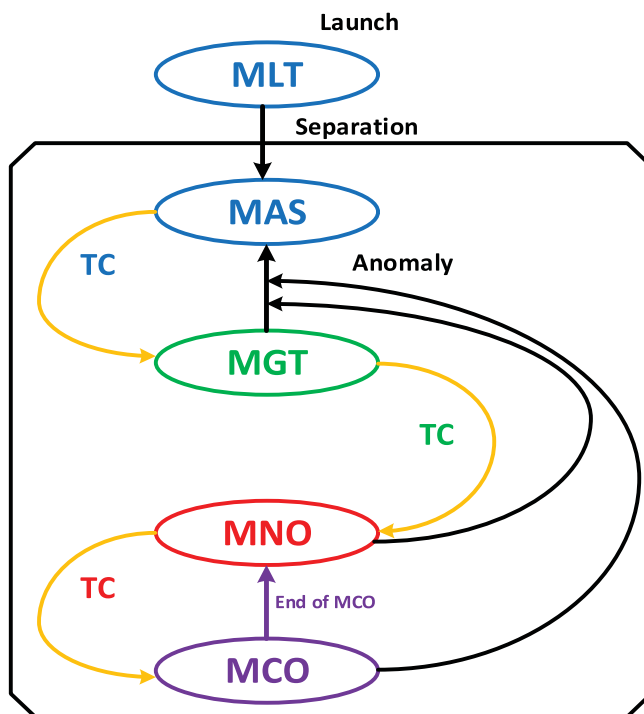 Launch
MLT
Separation
MAS
TC
Anomaly
MGT
TC
MNO
TC
End of MCO
MCO